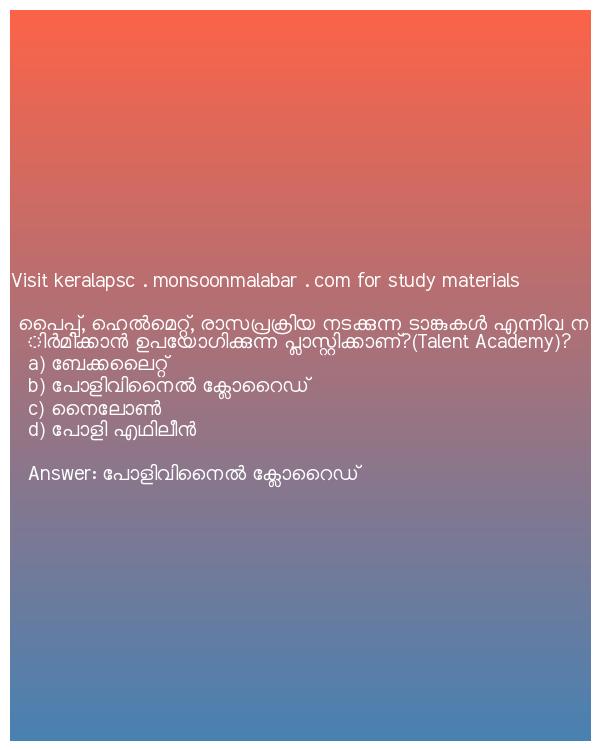 Visit keralapsc . monsoonmalabar . com for study materials
പൈപ്പ്, ഹെൽമെറ്റ്, രാസപ്രക്രിയ നടക്കുന്ന ടാങ്കുകൾ എന്നിവ ന
ിർമിക്കാൻ ഉപയോഗിക്കുന്ന പ്ലാസ്റ്റിക്കാണ്?(Talent Academy)?
a) ബേക്കലൈറ്റ്
b) പോളിവിനൈൽ ക്ലോറൈഡ്
c) നൈലോൺ
d) പോളി എഥിലീൻ
Answer: പോളിവിനൈൽ ക്ലോറൈഡ്